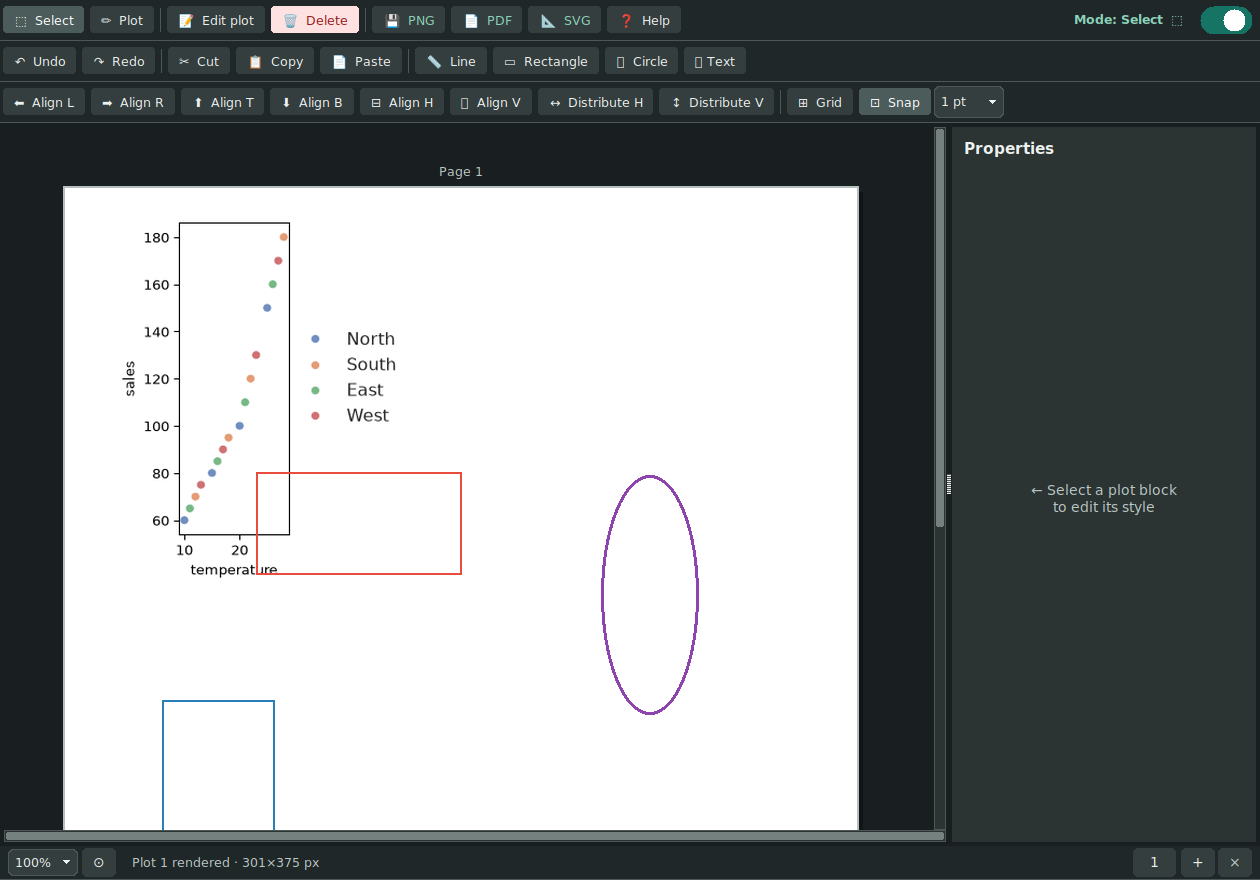 Select Plot Edit plot Delete PNG PDF SVG Help Mode: Select
Undo Redo Cut Copy Paste Line Rectangle Circle Text
Align L Align R Align T Align B Align H Align V Distribute H Distribute V Grid Snap 1 pt
Page 1
Properties
180
160
140
120
100
80
60
sales
10 20
temperature
North
South
East
West
← Select a plot block
to edit its style
100% Plot 1 rendered · 301×375 px 1 + ×